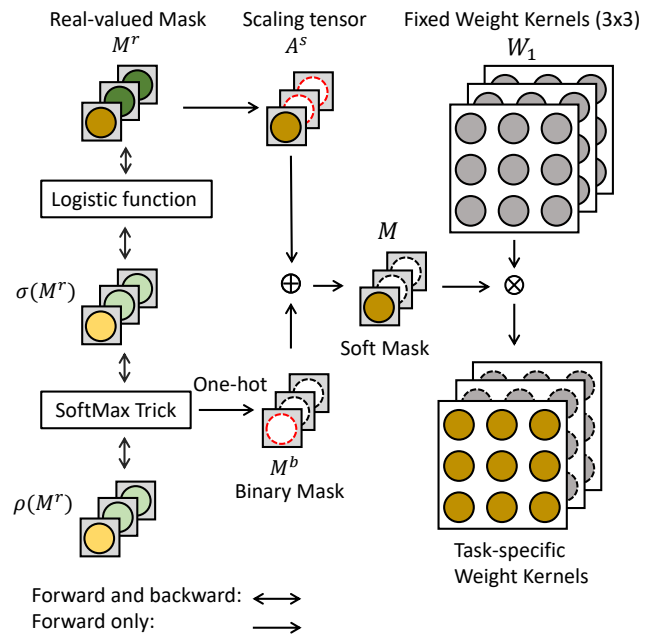 Real-valued Mask
M^r
Scaling tensor
A^s
Fixed Weight Kernels (3x3)
W_1
Logistic function
σ(M^r)
M
Soft Mask
One-hot
SoftMax Trick
M^b
Binary Mask
ρ(M^r)
Task-specific
Weight Kernels
Forward and backward:
Forward only: